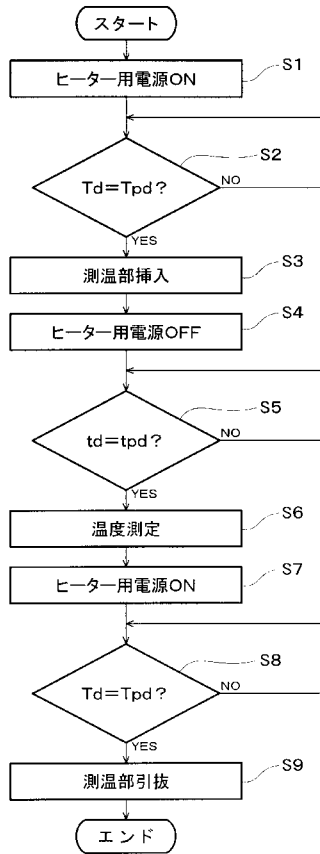 スタート
ヒーター用電源ON
S1
Td=Tpd?
S2
NO
YES
測温部挿入
S3
ヒーター用電源OFF
S4
td=tpd?
S5
NO
YES
温度測定
S6
ヒーター用電源ON
S7
Td=Tpd?
S8
NO
YES
測温部引抜
S9
エンド